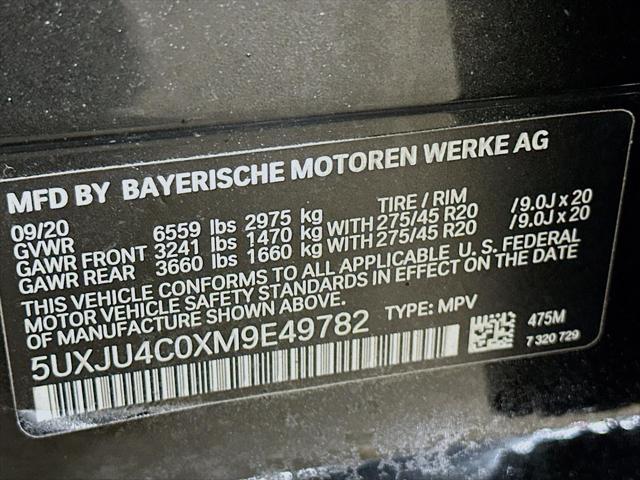 MFD BY BAYERISCHE MOTOREN WERKE AG
09/20 TIRE / RIM
GVWR 6559 lbs 2975 kg
GAWR FRONT 3241 lbs 1470 kg WITH 275/45 R20 /9.0J x 20
GAWR REAR 3660 lbs 1660 kg WITH 275/45 R20 /9.0J x 20
THIS VEHICLE CONFORMS TO ALL APPLICABLE U. S. FEDERAL
MOTOR VEHICLE SAFETY STANDARDS IN EFFECT ON THE DATE
OF MANUFACTURE SHOWN ABOVE.
5UXJU4C0XM9E49782 TYPE: MPV 475M
7 320 729